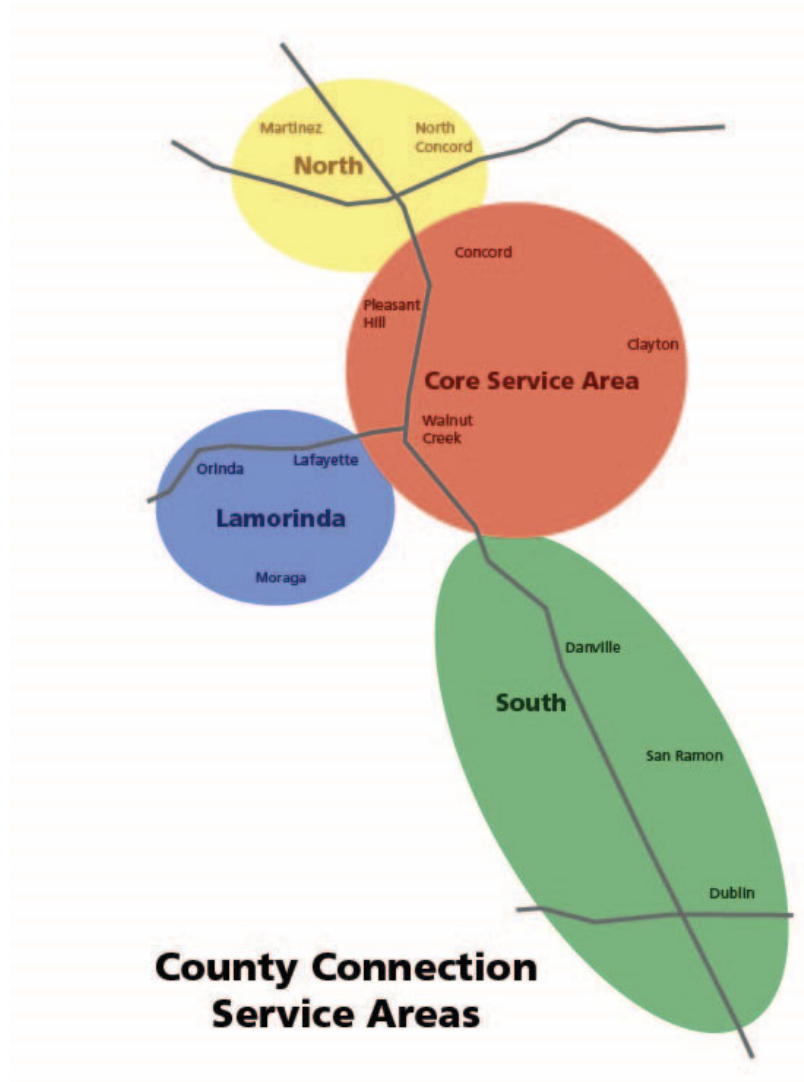 Martinez
North
Concord
North
Concord
Pleasant
Hill
Clayton
Core Service Area
Walnut
Creek
Orinda
Lafayette
Lamorinda
Moraga
Danville
South
San Ramon
Dublin
County Connection
Service Areas